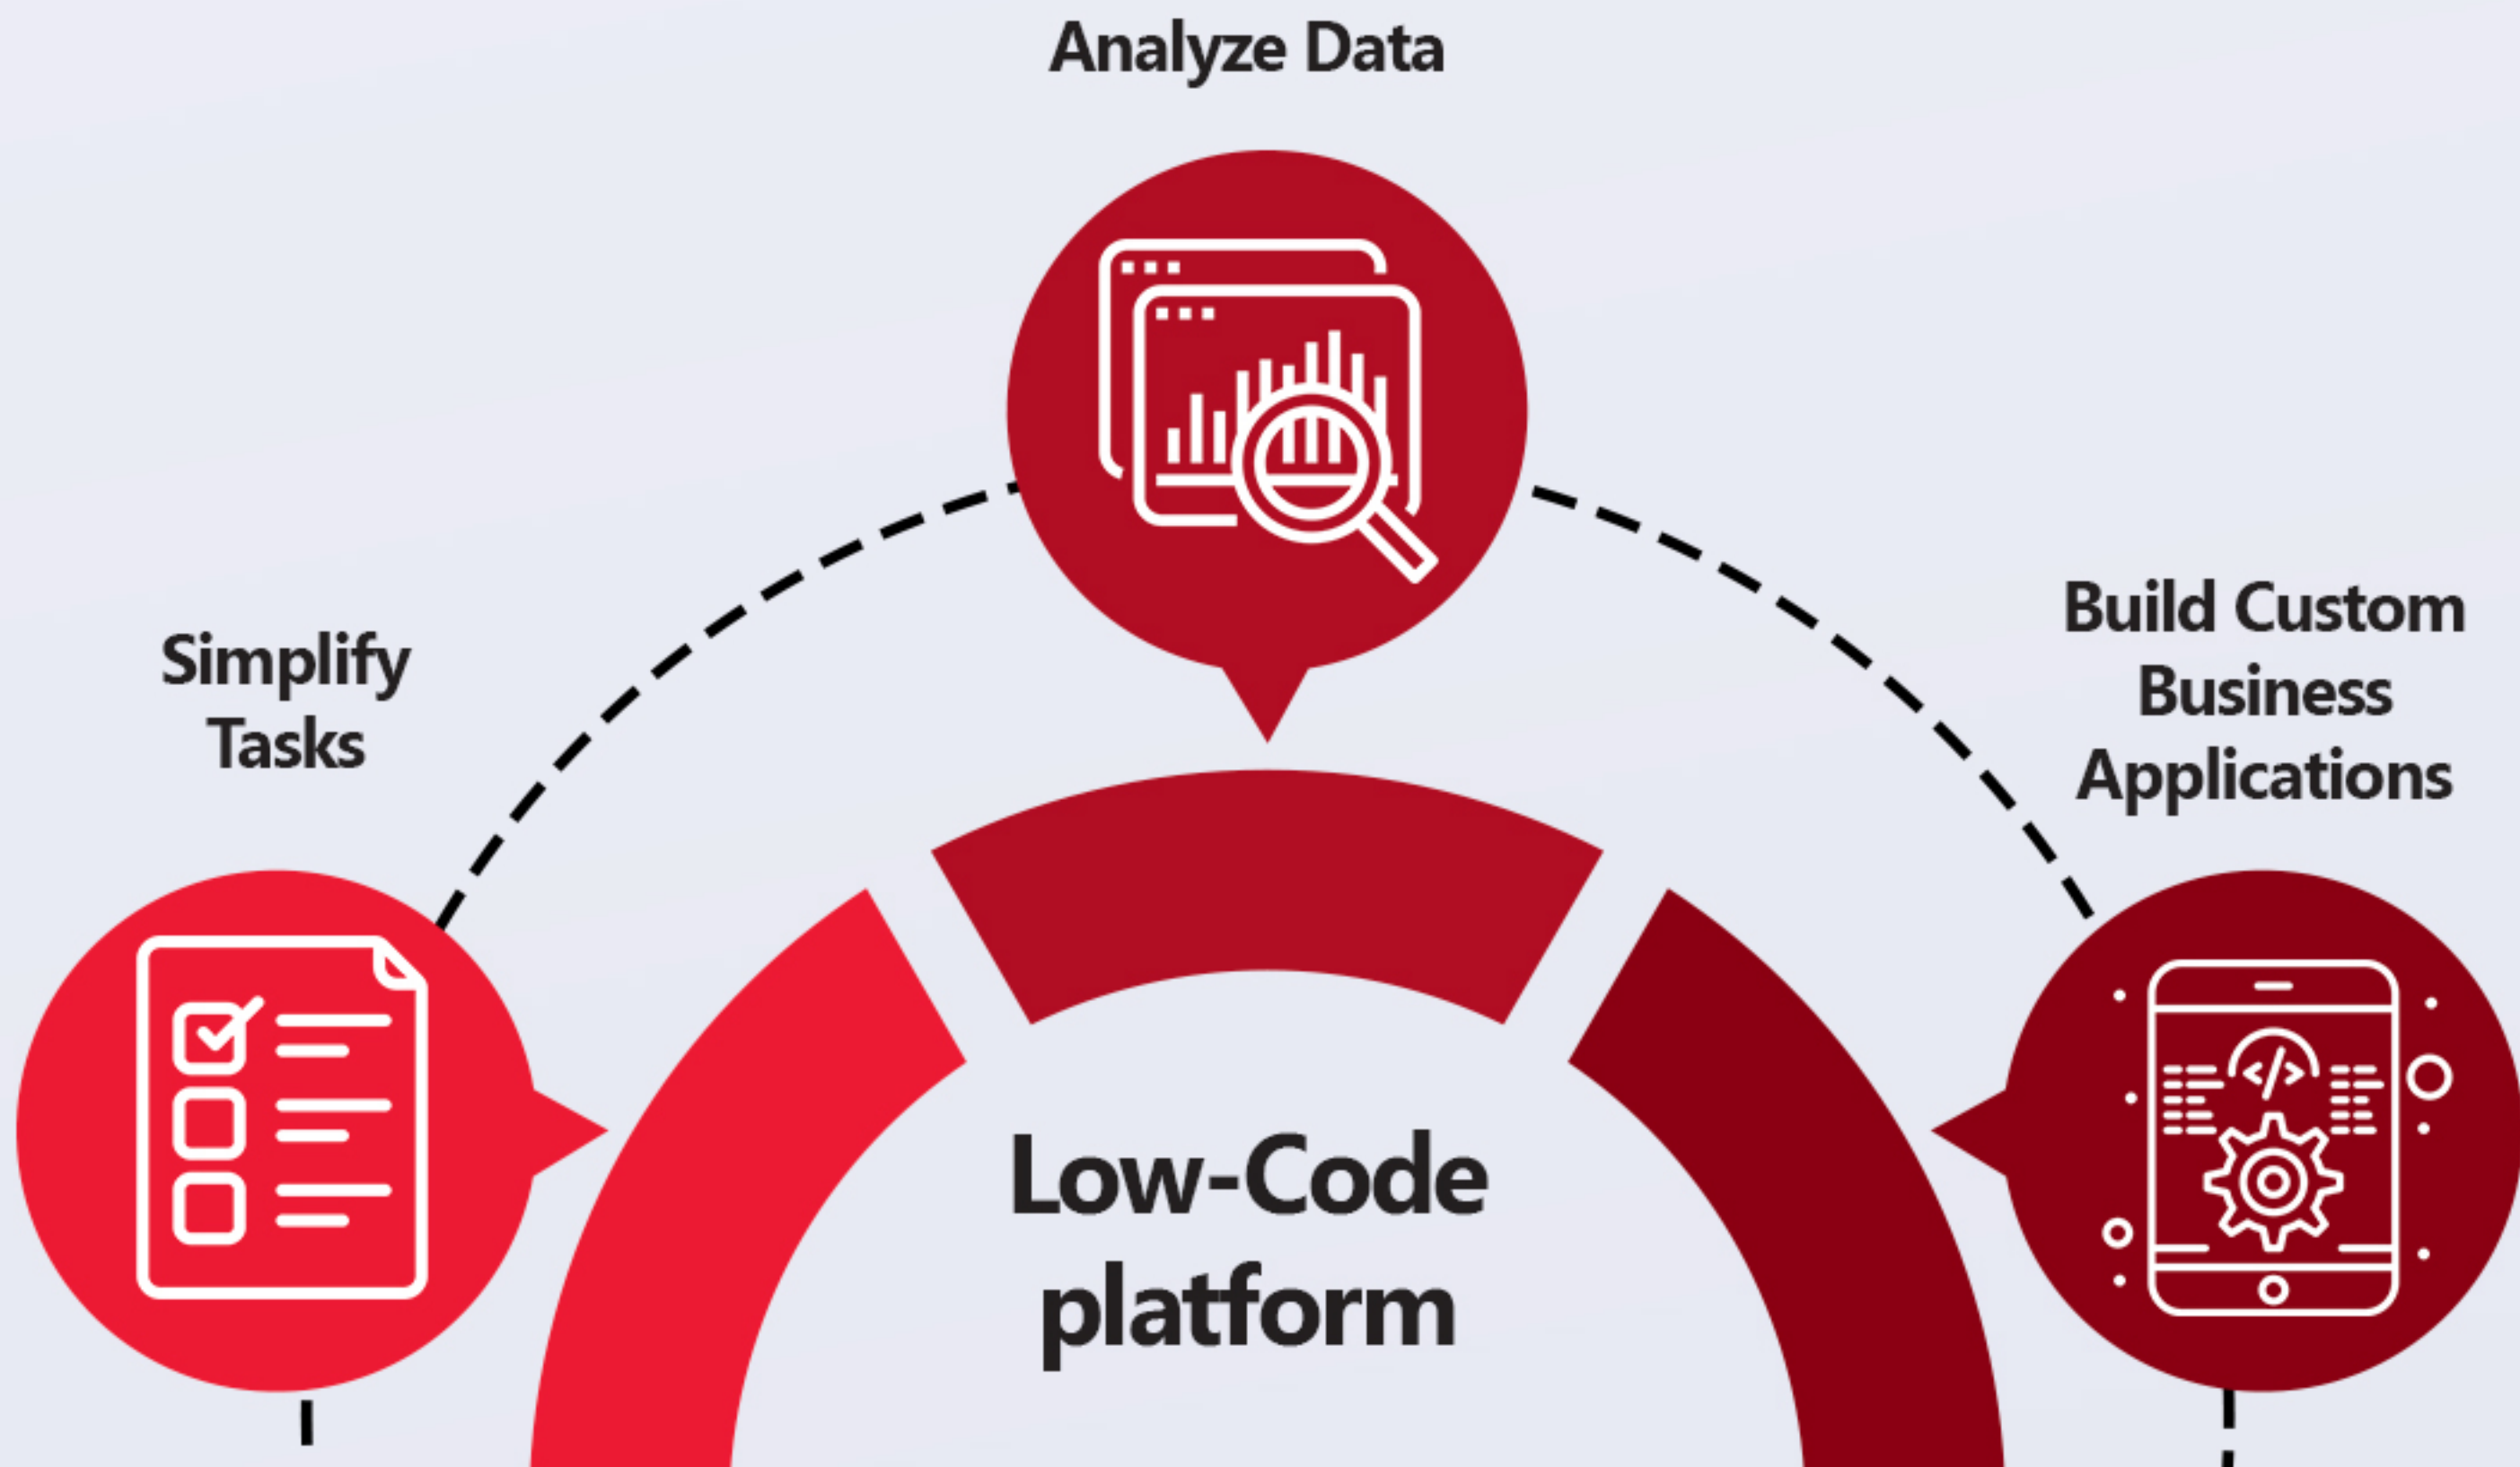 Analyze Data
Simplify
Tasks
Build Custom
Business
Applications
Low-Code
platform